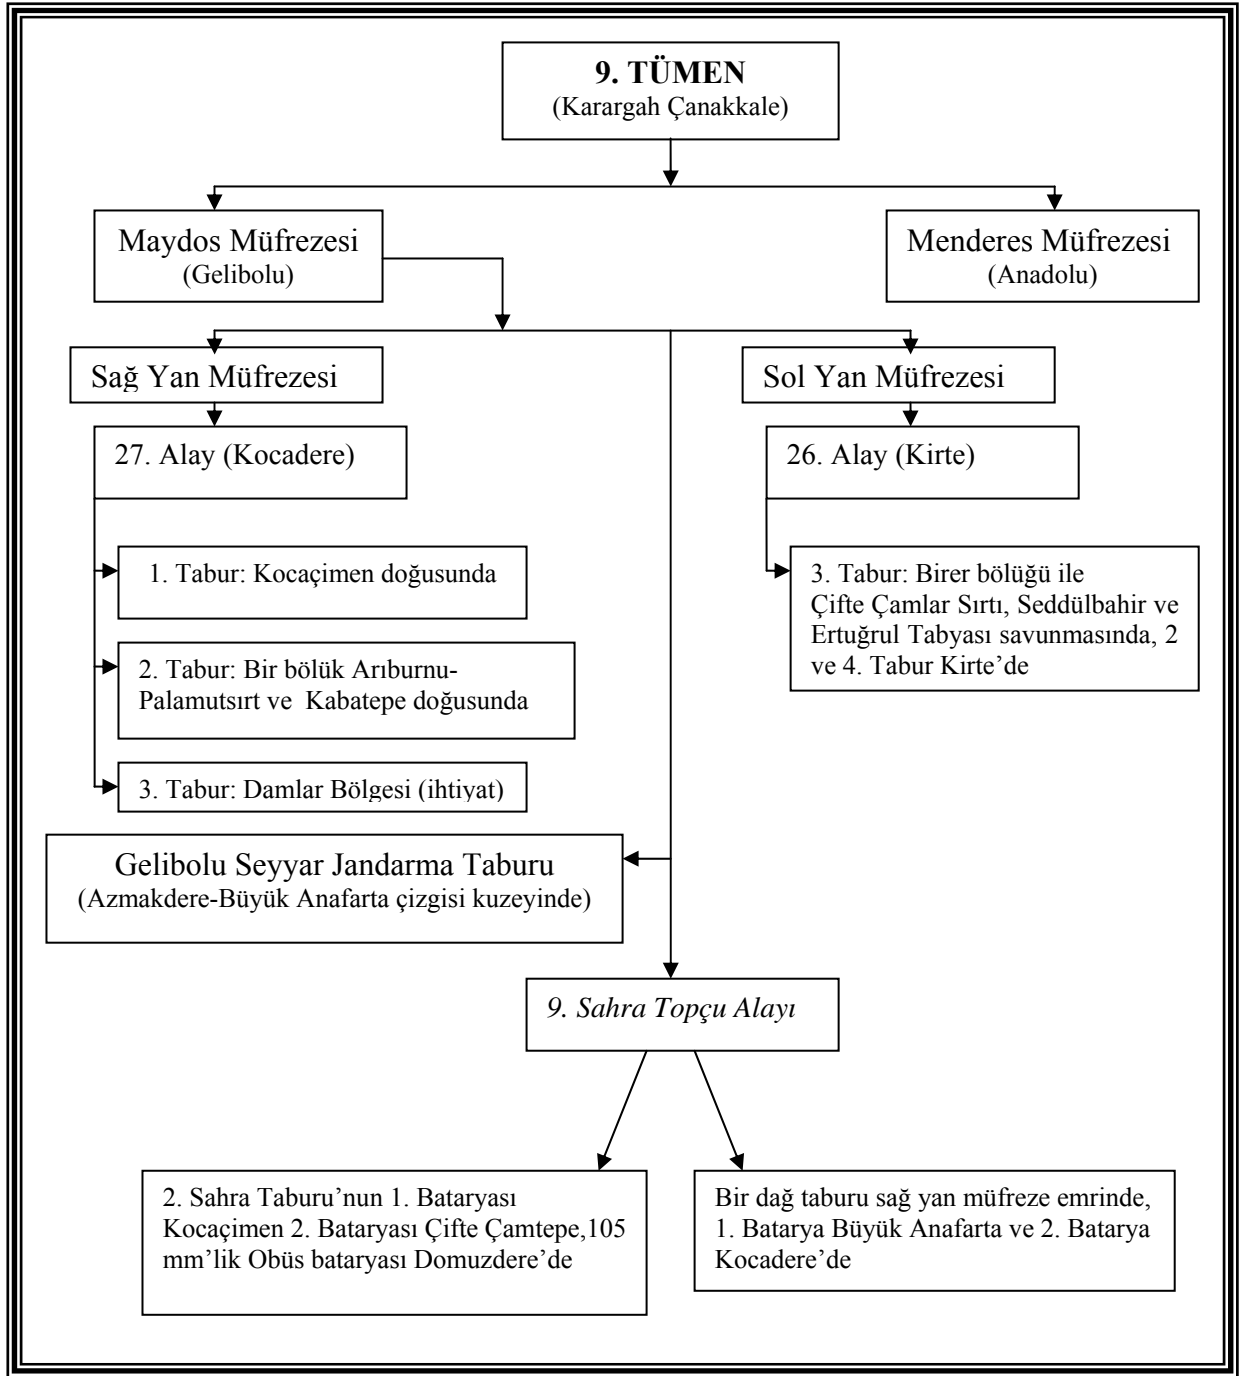 9. TÜMEN
(Karargah Çanakkale)
Maydos Müfrezesi
(Gelibolu)
Menderes Müfrezesi
(Anadolu)
Sağ Yan Müfrezesi
Sol Yan Müfrezesi
27. Alay (Kocadere)
26. Alay (Kirte)
1. Tabur: Kocaçimen doğusunda
3. Tabur: Birer bölüğü ile
Çifte Çamlar Sırtı, Seddülbahir ve
Ertuğrul Tabyası savunmasında, 2
ve 4. Tabur Kirte’de
2. Tabur: Bir bölük Arıburnu-
Palamutsırt ve Kabatepe doğusunda
3. Tabur: Damlar Bölgesi (ihtiyat)
Gelibolu Seyyar Jandarma Taburu
(Azmakdere-Büyük Anafarta çizgisi kuzeyinde)
9. Sahra Topçu Alayı
2. Sahra Taburu’nun 1. Bataryası
Kocaçimen 2. Bataryası Çifte Çamtepe,105
mm’lik Obüs bataryası Domuzdere’de
Bir dağ taburu sağ yan müfreze emrinde,
1. Batarya Büyük Anafarta ve 2. Batarya
Kocadere’de